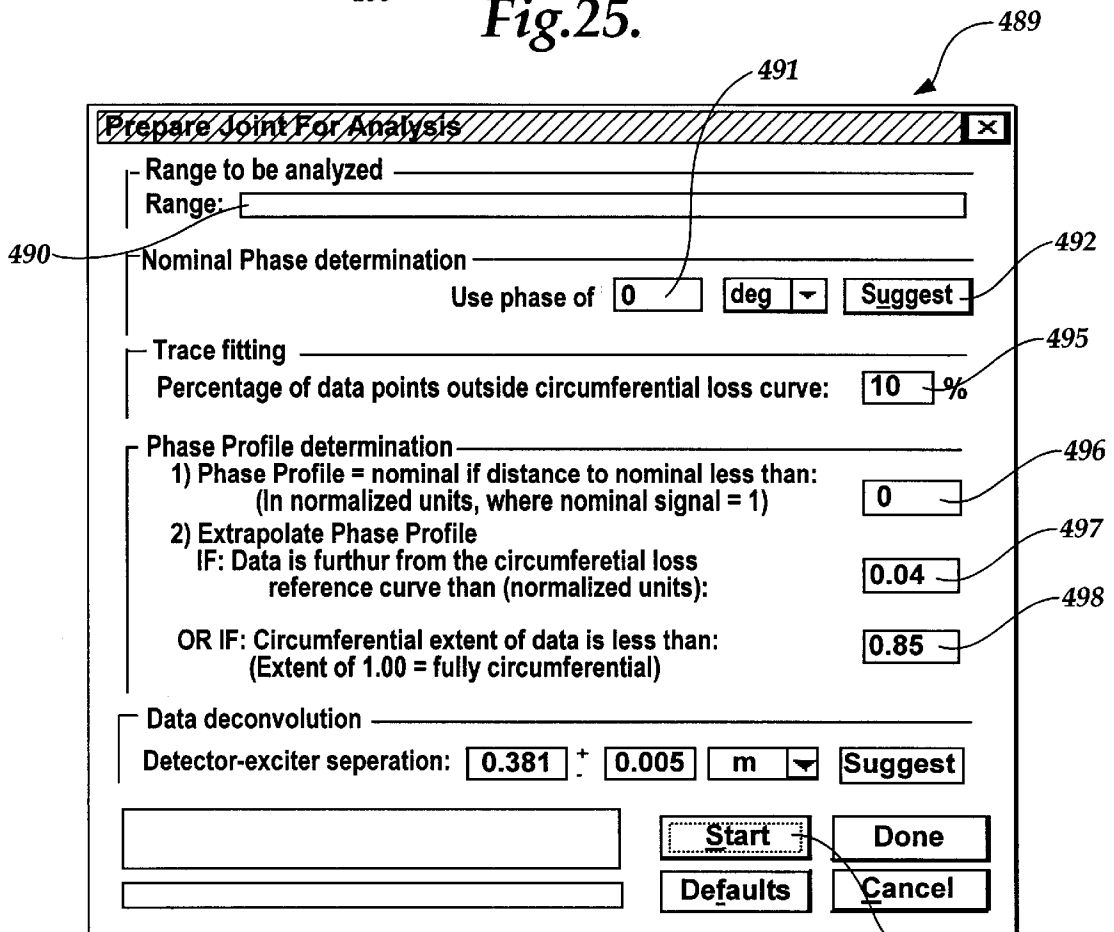 Fig.25.
489
491
Prepare Joint For Analysis
Range to be analyzed
Range:
490
Nominal Phase determination
492
Use phase of 0 deg Suggest
Trace fitting
495
Percentage of data points outside circumferential loss curve: 10 %
Phase Profile determination
496
1) Phase Profile = nominal if distance to nominal less than:
(In normalized units, where nominal signal = 1) 0
2) Extrapolate Phase Profile
497
IF: Data is furthur from the circumferetial loss
reference curve than (normalized units): 0.04
498
OR IF: Circumferential extent of data is less than: 0.85
(Extent of 1.00 = fully circumferential)
Data deconvolution
Detector-exciter seperation: 0.381 +- 0.005 m Suggest
Start Done
Defaults Cancel